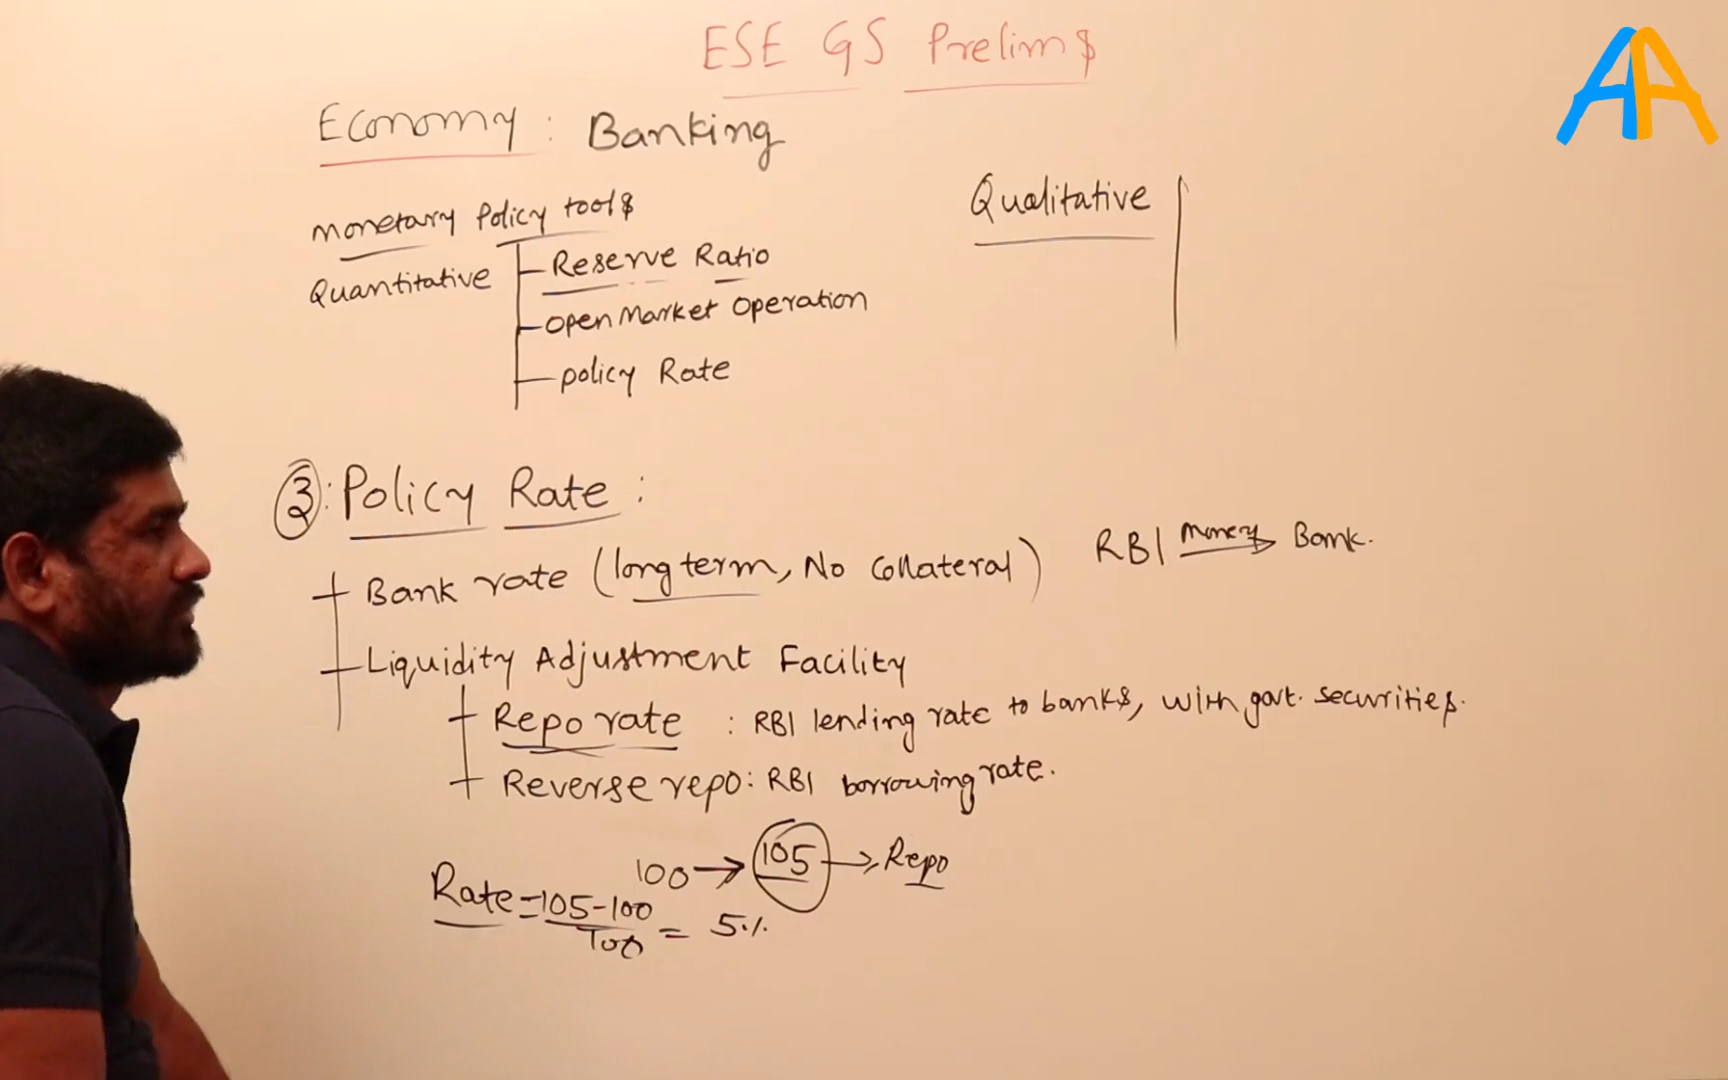 ESE GS Prelims
AA
Economy : Banking
Monetary Policy tools
Quantitative
Reserve Ratio
Open Market Operation
Policy Rate
Qualitative
3 : Policy Rate :
Bank rate (long term, No Collateral)
RBI money Bank.
Liquidity Adjustment Facility
Repo rate : RBI lending rate to banks, with govt. securities.
Reverse repo : RBI borrowing rate.
100 → 105 → Repo
Rate = 105-100 / 100 = 5%